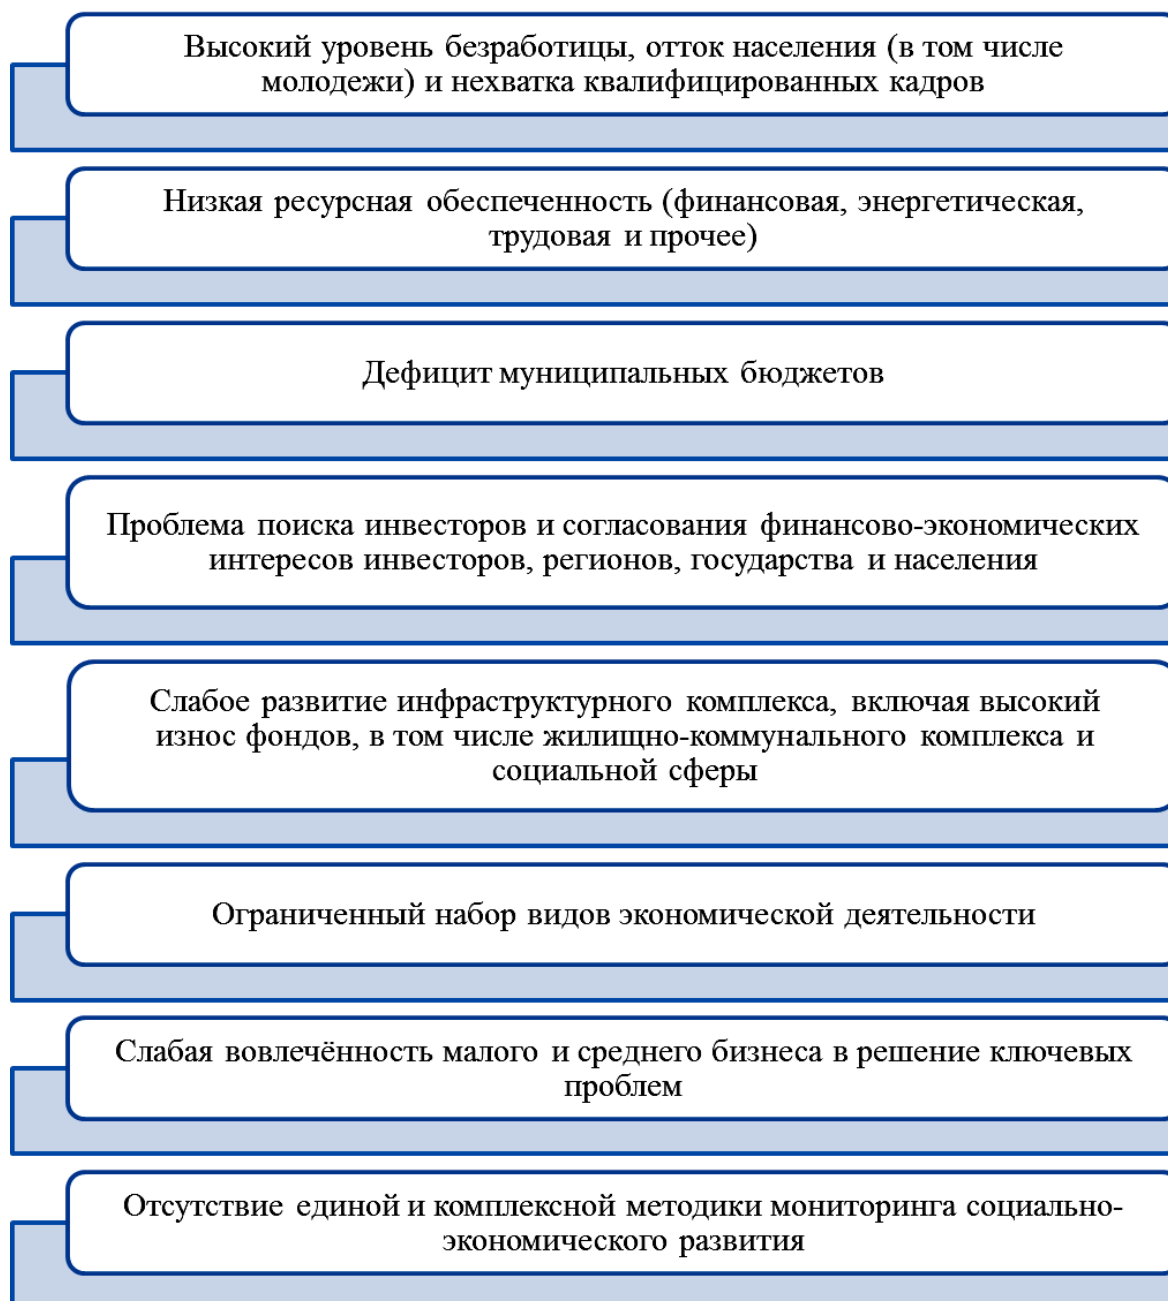 Высокий уровень безработицы, отток населения (в том числе
молодежи) и нехватка квалифицированных кадров
Низкая ресурсная обеспеченность (финансовая, энергетическая,
трудовая и прочее)
Дефицит муниципальных бюджетов
Проблема поиска инвесторов и согласования финансово-экономических
интересов инвесторов, регионов, государства и населения
Слабое развитие инфраструктурного комплекса, включая высокий
износ фондов, в том числе жилищно-коммунального комплекса и
социальной сферы
Ограниченный набор видов экономической деятельности
Слабая вовлечённость малого и среднего бизнеса в решение ключевых
проблем
Отсутствие единой и комплексной методики мониторинга социально-
экономического развития